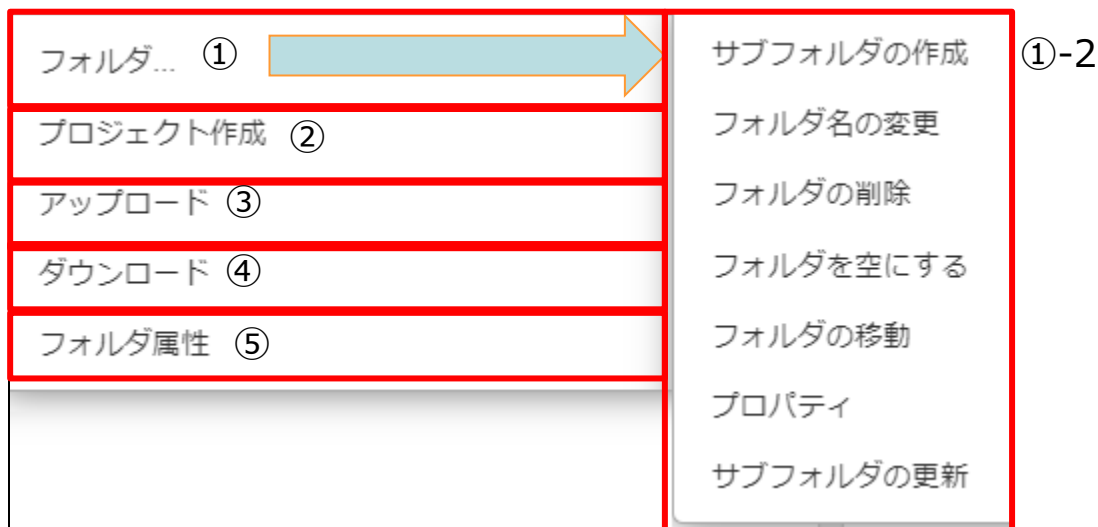 フォルダ... ①
プロジェクト作成 ②
アップロード ③
ダウンロード ④
フォルダ属性 ⑤
サブフォルダの作成
フォルダ名の変更
フォルダの削除
フォルダを空にする
フォルダの移動
プロパティ
サブフォルダの更新
①-2